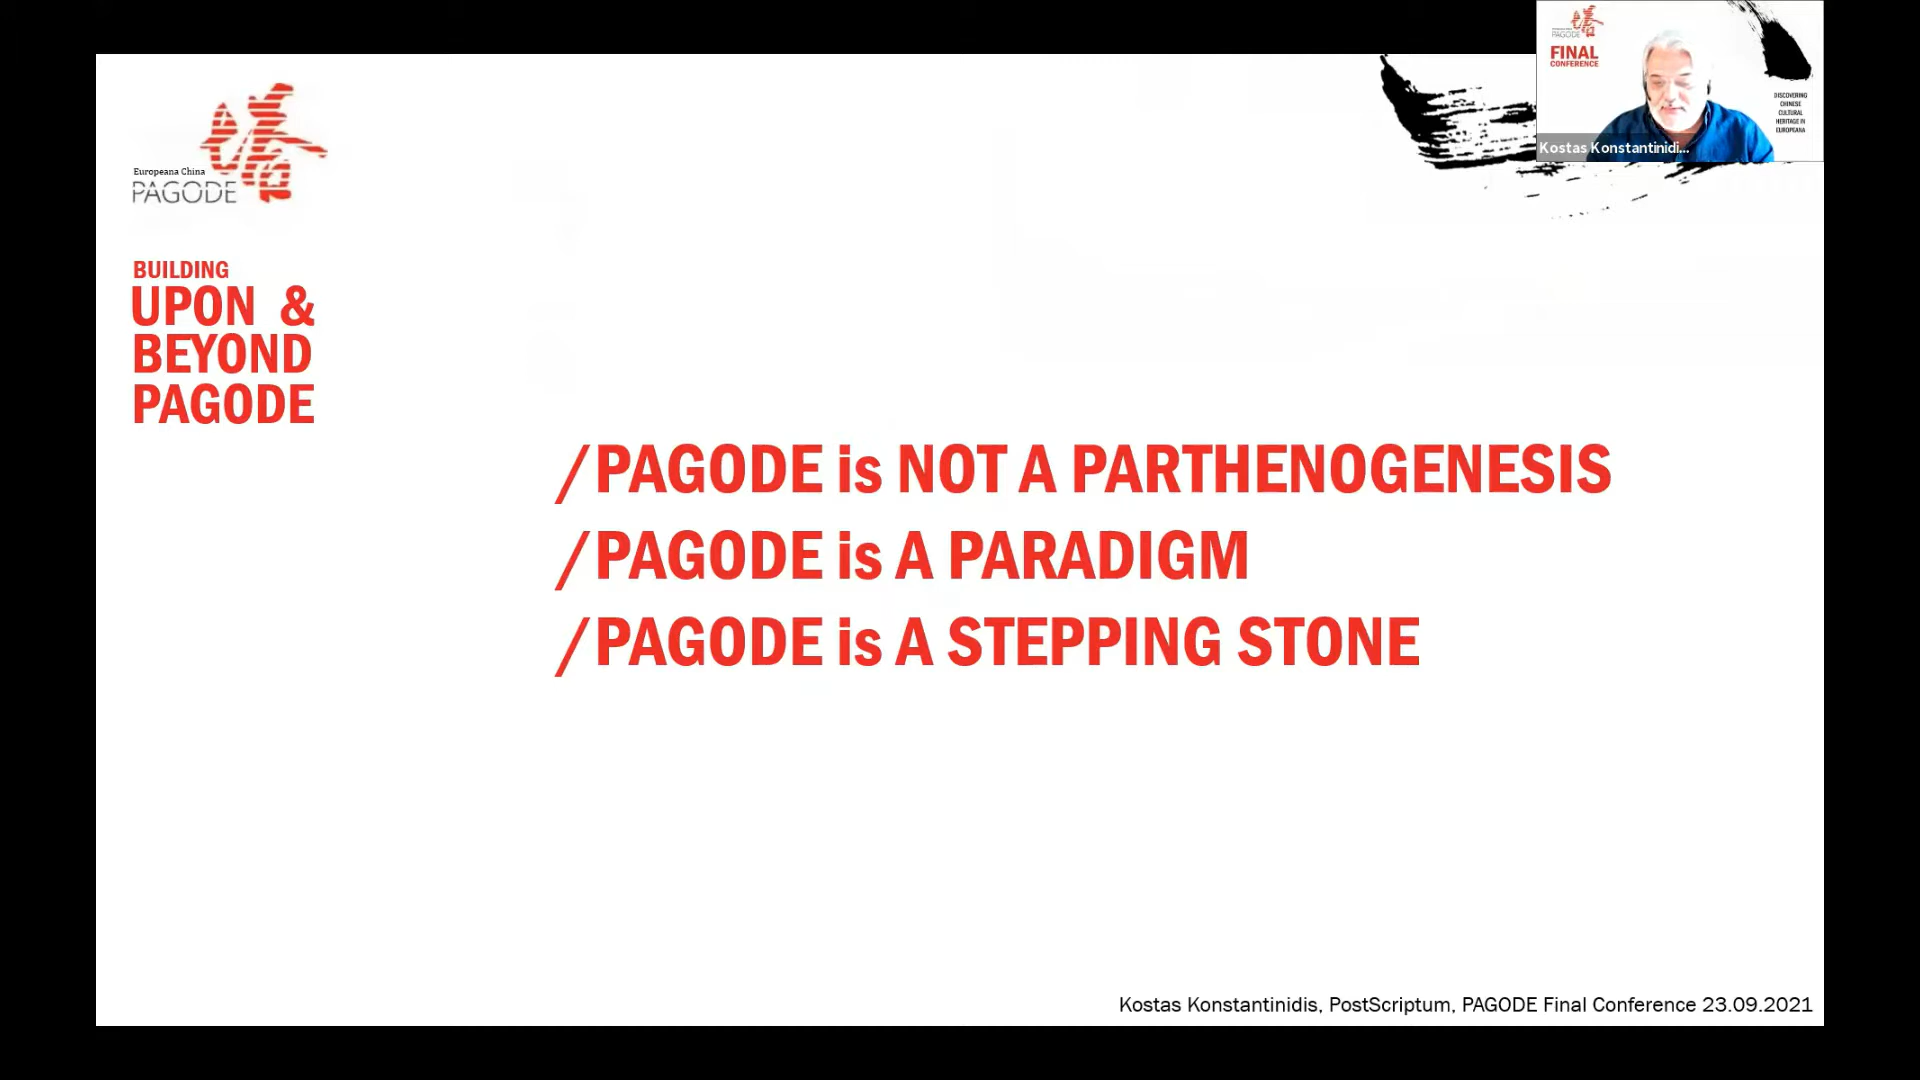 Europeana China
PAGODE
BUILDING
UPON &
BEYOND
PAGODE
/PAGODE is NOT A PARTHENOGENESIS
/PAGODE is A PARADIGM
/PAGODE is A STEPPING STONE
Kostas Konstantinidis, PostScriptum, PAGODE Final Conference 23.09.2021
PAGODE
FINAL
CONFERENCE
DISCOVERING
CHINESE
CULTURAL
HERITAGE IN
EUROPEANA
Kostas Konstantinidi...